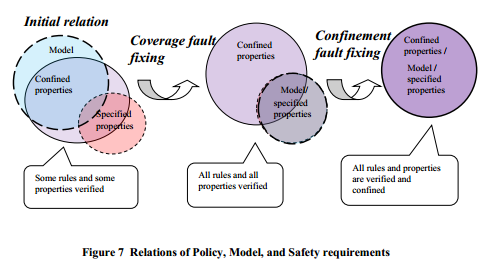 Initial relation
Model
Confined
properties
Specified
properties
Some rules and some
properties verified
Coverage fault
fixing
Confined
properties
Model/
specified
properties
All rules and all
properties verified
Confinement
fault fixing
Confined
properties /
Model /
specified
properties
All rules and properties
are verified and
confined
Figure 7 Relations of Policy, Model, and Safety requirements